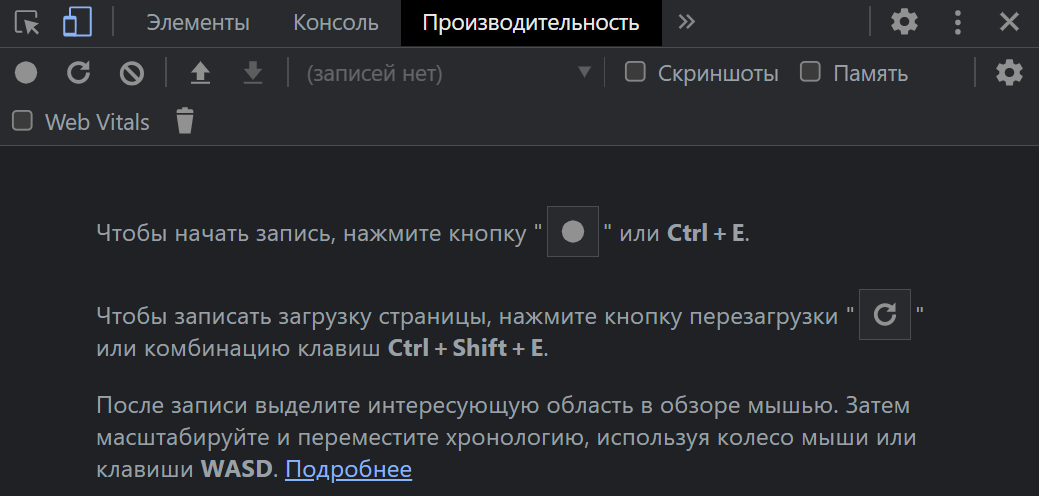 Элементы Консоль Производительность
(записей нет) Скриншоты Память
Web Vitals
Чтобы начать запись, нажмите кнопку " " или Ctrl + E.
Чтобы записать загрузку страницы, нажмите кнопку перезагрузки " "
или комбинацию клавиш Ctrl + Shift + E.
После записи выделите интересующую область в обзоре мышью. Затем
масштабируйте и переместите хронологию, используя колесо мыши или
клавиши WASD. Подробнее